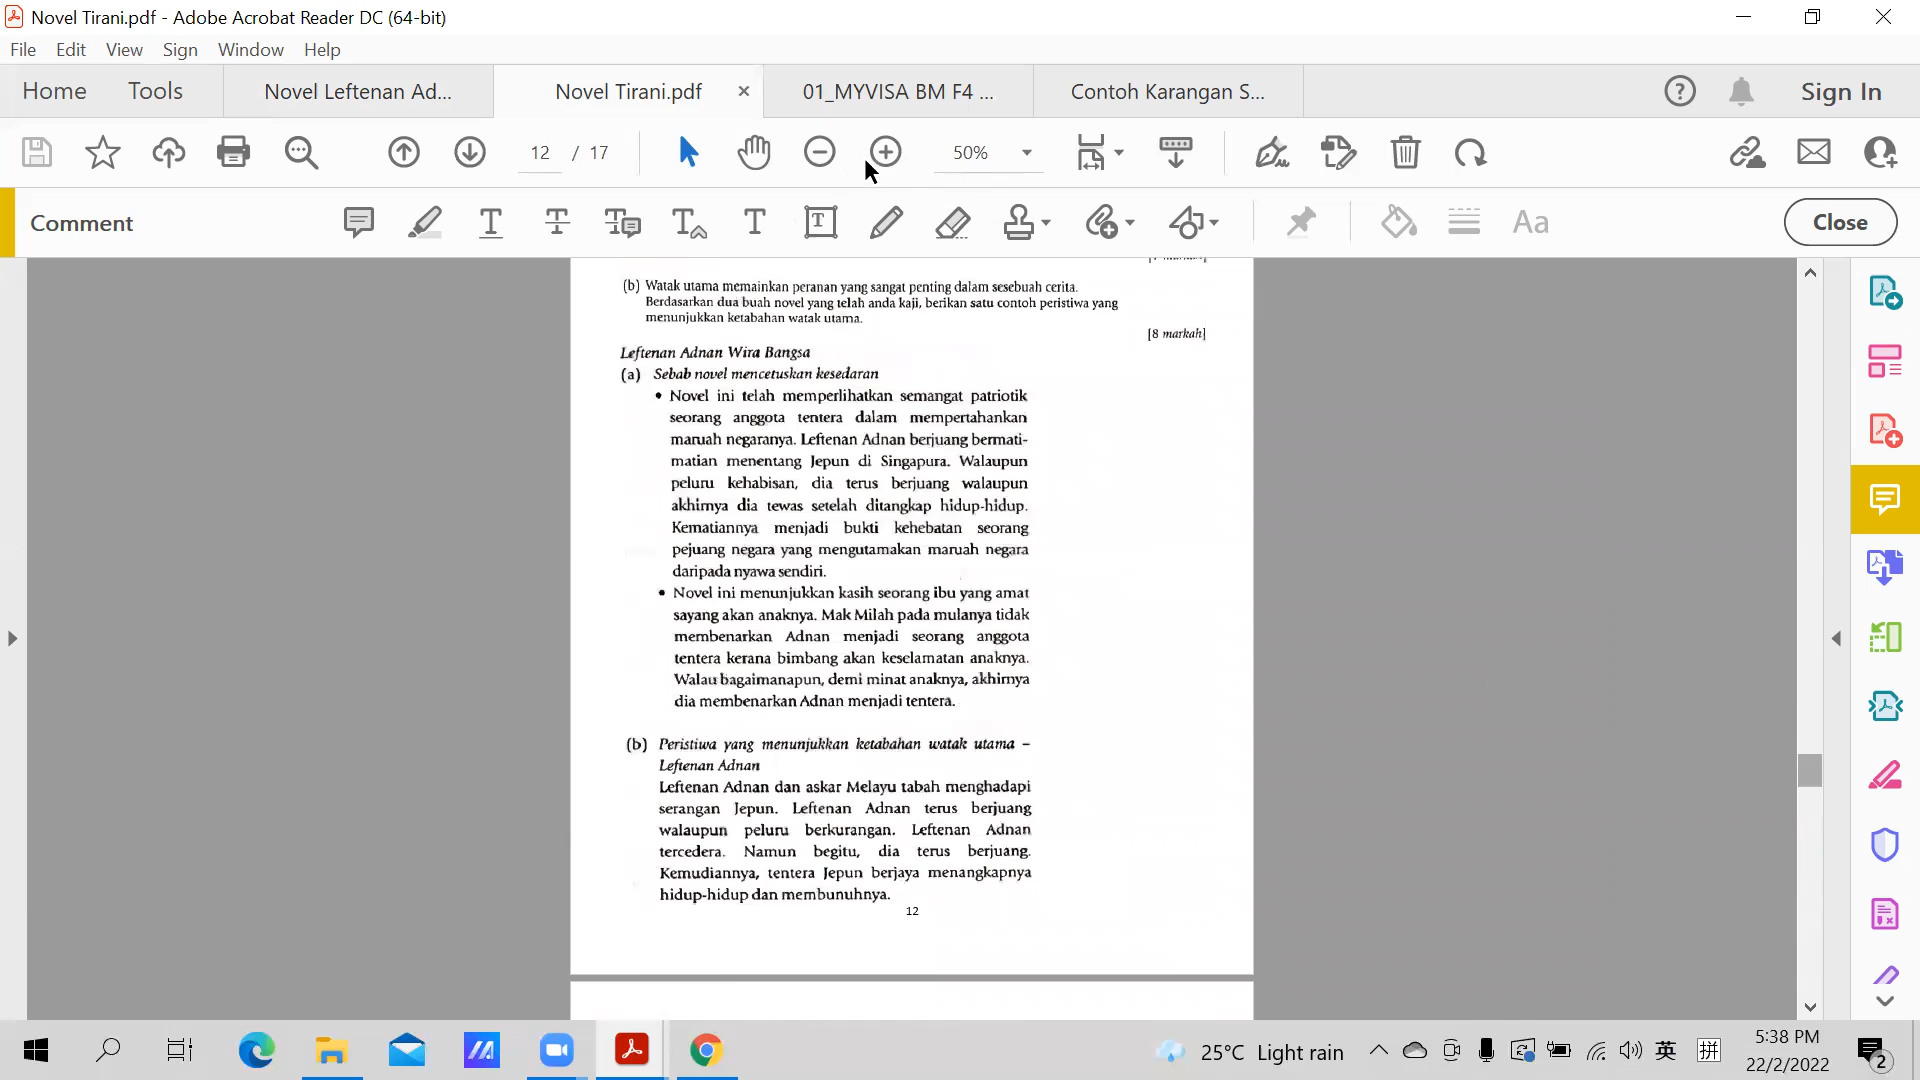 Novel Tirani.pdf - Adobe Acrobat Reader DC (64-bit)
File Edit View Sign Window Help
Home Tools Novel Leftenan Ad... Novel Tirani.pdf × 01_MYVISA BM F4 ... Contoh Karangan S... Sign In
12 / 17 50%
Comment Aa Close
(b) Watak utama memainkan peranan yang sangat penting dalam sesebuah cerita.
Berdasarkan dua buah novel yang telah anda kaji, berikan satu contoh peristiwa yang
menunjukkan ketabahan watak utama.
[8 markah]
Leftenan Adnan Wira Bangsa
(a) Sebab novel mencetuskan kesedaran
• Novel ini telah memperlihatkan semangat patriotik
seorang anggota tentera dalam mempertahankan
maruah negaranya. Leftenan Adnan berjuang bermati-
matian menentang Jepun di Singapura. Walaupun
peluru kehabisan, dia terus berjuang walaupun
akhirnya dia tewas setelah ditangkap hidup-hidup.
Kematiannya menjadi bukti kehebatan seorang
pejuang negara yang mengutamakan maruah negara
daripada nyawa sendiri.
• Novel ini menunjukkan kasih seorang ibu yang amat
sayang akan anaknya. Mak Milah pada mulanya tidak
membenarkan Adnan menjadi seorang anggota
tentera kerana bimbang akan keselamatan anaknya.
Walau bagaimanapun, demi minat anaknya, akhirnya
dia membenarkan Adnan menjadi tentera.
(b) Peristiwa yang menunjukkan ketabahan watak utama –
Leftenan Adnan
Leftenan Adnan dan askar Melayu tabah menghadapi
serangan Jepun. Leftenan Adnan terus berjuang
walaupun peluru berkurangan. Leftenan Adnan
tercedera. Namun begitu, dia terus berjuang.
Kemudiannya, tentera Jepun berjaya menangkapnya
hidup-hidup dan membunuhnya.
12
25°C Light rain 英 拼 5:38 PM
22/2/2022 2